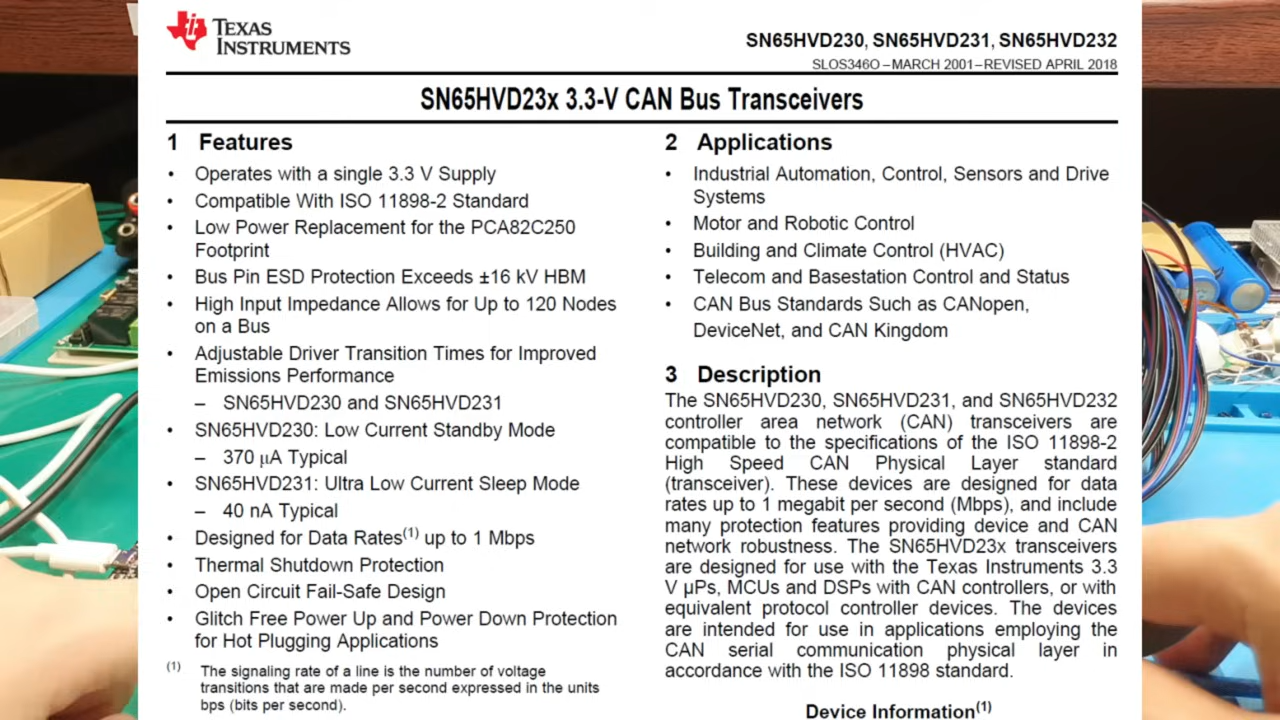 TEXAS
INSTRUMENTS
SN65HVD230, SN65HVD231, SN65HVD232
SLOS346O – MARCH 2001 – REVISED APRIL 2018
SN65HVD23x 3.3-V CAN Bus Transceivers
1 Features
• Operates with a single 3.3 V Supply
• Compatible With ISO 11898-2 Standard
• Low Power Replacement for the PCA82C250
Footprint
• Bus Pin ESD Protection Exceeds ±16 kV HBM
• High Input Impedance Allows for Up to 120 Nodes
on a Bus
• Adjustable Driver Transition Times for Improved
Emissions Performance
– SN65HVD230 and SN65HVD231
• SN65HVD230: Low Current Standby Mode
– 370 μA Typical
• SN65HVD231: Ultra Low Current Sleep Mode
– 40 nA Typical
• Designed for Data Rates(1) up to 1 Mbps
• Thermal Shutdown Protection
• Open Circuit Fail-Safe Design
• Glitch Free Power Up and Power Down Protection
for Hot Plugging Applications
(1) The signaling rate of a line is the number of voltage
transitions that are made per second expressed in the units
bps (bits per second).
2 Applications
• Industrial Automation, Control, Sensors and Drive
Systems
• Motor and Robotic Control
• Building and Climate Control (HVAC)
• Telecom and Basestation Control and Status
• CAN Bus Standards Such as CANopen,
DeviceNet, and CAN Kingdom
3 Description
The SN65HVD230, SN65HVD231, and SN65HVD232
controller area network (CAN) transceivers are
compatible to the specifications of the ISO 11898-2
High Speed CAN Physical Layer standard
(transceiver). These devices are designed for data
rates up to 1 megabit per second (Mbps), and include
many protection features providing device and CAN
network robustness. The SN65HVD23x transceivers
are designed for use with the Texas Instruments 3.3
V μPs, MCUs and DSPs with CAN controllers, or with
equivalent protocol controller devices. The devices
are intended for use in applications employing the
CAN serial communication physical layer in
accordance with the ISO 11898 standard.
Device Information(1)